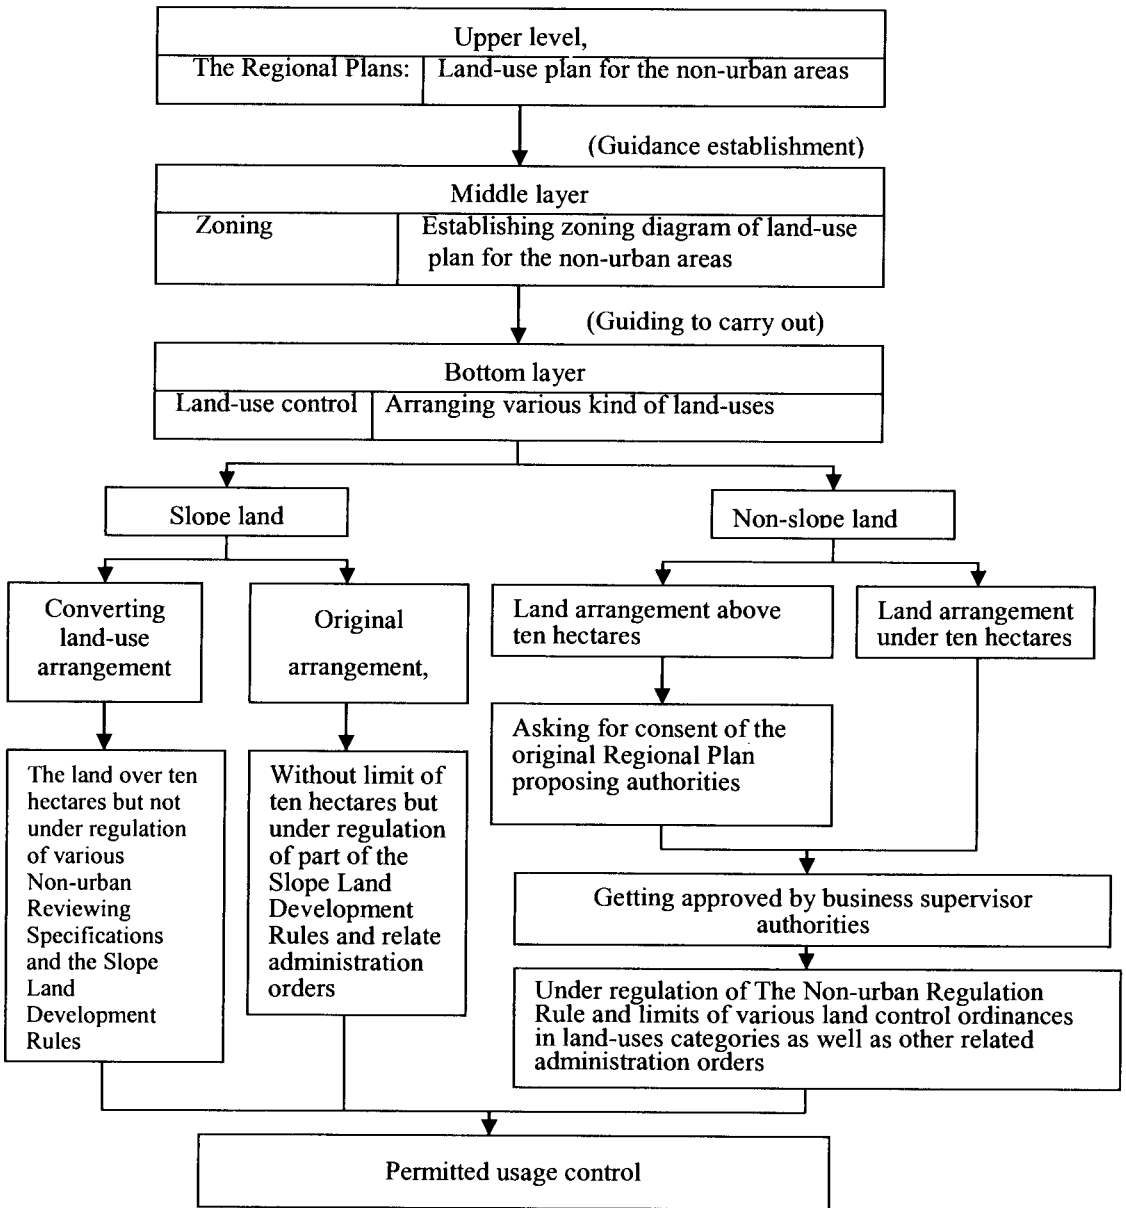 Upper level,
The Regional Plans:
Land-use plan for the non-urban areas
(Guidance establishment)
Middle layer
Zoning
Establishing zoning diagram of land-use
plan for the non-urban areas
(Guiding to carry out)
Bottom layer
Land-use control
Arranging various kind of land-uses
Slope land
Non-slope land
Converting
land-use
arrangement
Original
arrangement,
Land arrangement above
ten hectares
Land arrangement
under ten hectares
Asking for consent of the
original Regional Plan
proposing authorities
The land over ten
hectares but not
under regulation
of various
Non-urban
Reviewing
Specifications
and the Slope
Land
Development
Rules
Without limit of
ten hectares but
under regulation
of part of the
Slope Land
Development
Rules and relate
administration
orders
Getting approved by business supervisor
authorities
Under regulation of The Non-urban Regulation
Rule and limits of various land control ordinances
in land-uses categories as well as other related
administration orders
Permitted usage control